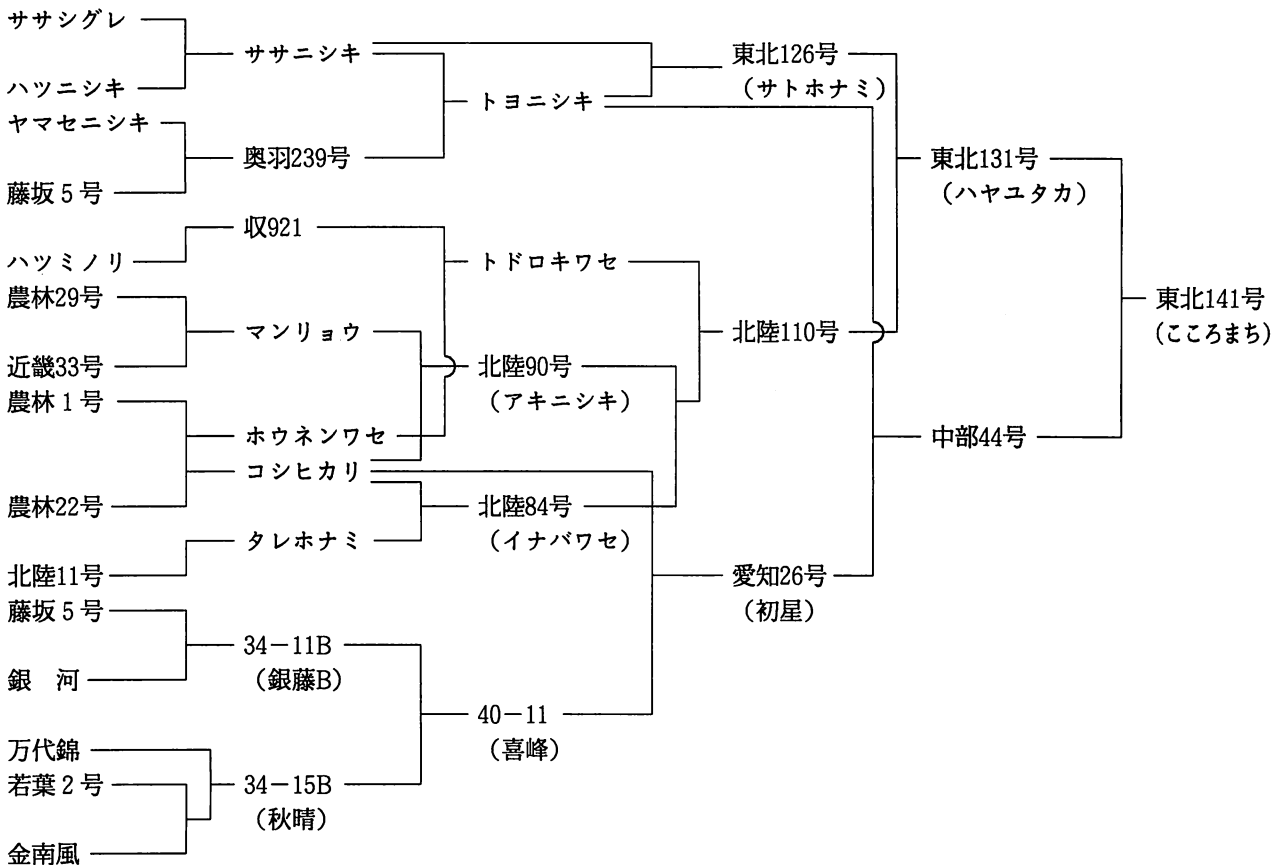 ササシグレ
ハツニシキ
ヤマセニシキ
藤坂5号
ハツミノリ
農林29号
近畿33号
農林1号
農林22号
北陸11号
藤坂5号
銀 河
万代錦
若葉2号
金南風
ササニシキ
奥羽239号
収921
マンリョウ
ホウネンワセ
コシヒカリ
タレホナミ
34-11B
(銀藤B)
34-15B
(秋晴)
トヨニシキ
トドロキワセ
北陸90号
(アキニシキ)
北陸84号
(イナバワセ)
40-11
(喜峰)
東北126号
(サトホナミ)
北陸110号
愛知26号
(初星)
東北131号
(ハヤユタカ)
中部44号
東北141号
(こころまち)